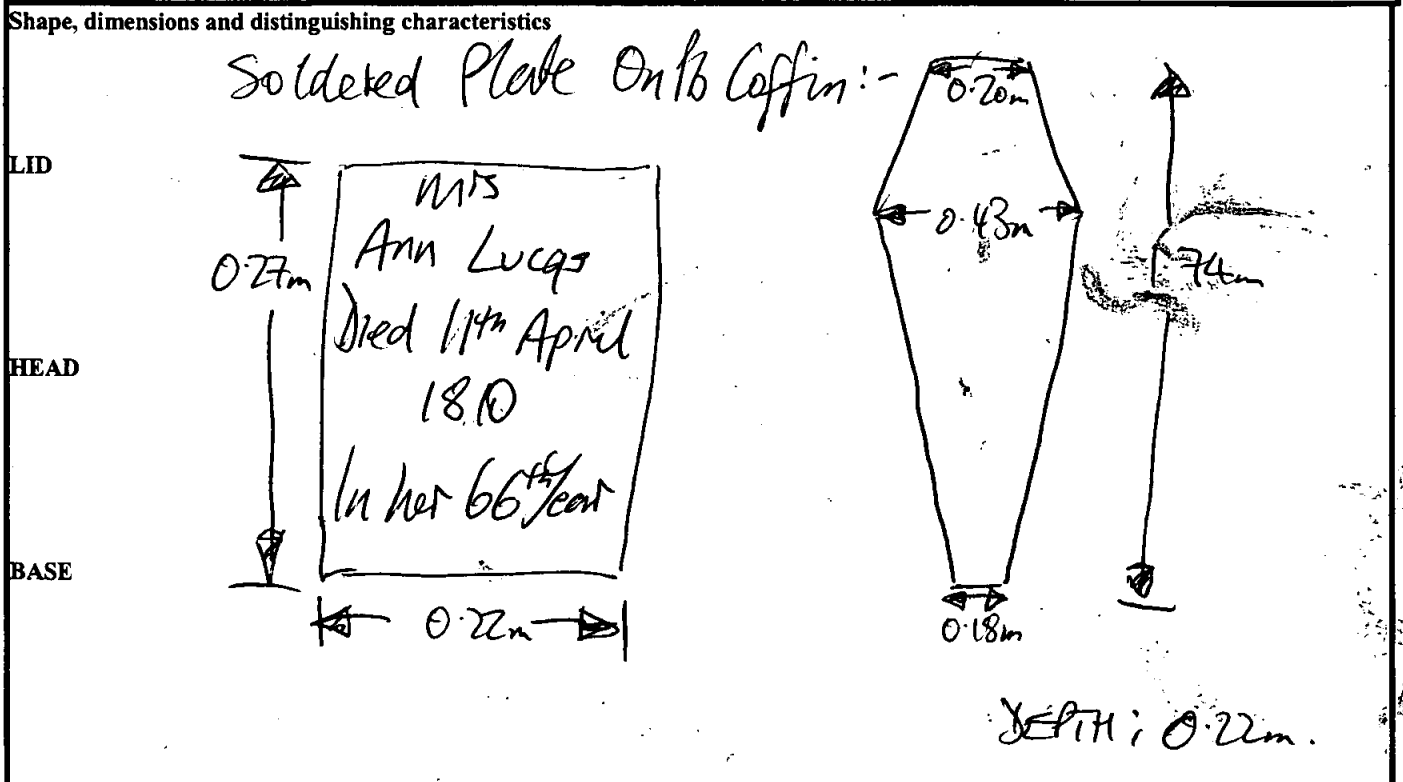 Shape, dimensions and distinguishing characteristics
Soldered Plate Onto Coffin:-
LID
HEAD
BASE
0.27m
Mrs
Ann Lucas
Died 11th April
1810
In her 66th Year
0.22m
0.20m
0.43m
74m
0.18m
DEPTH: 0.22m.